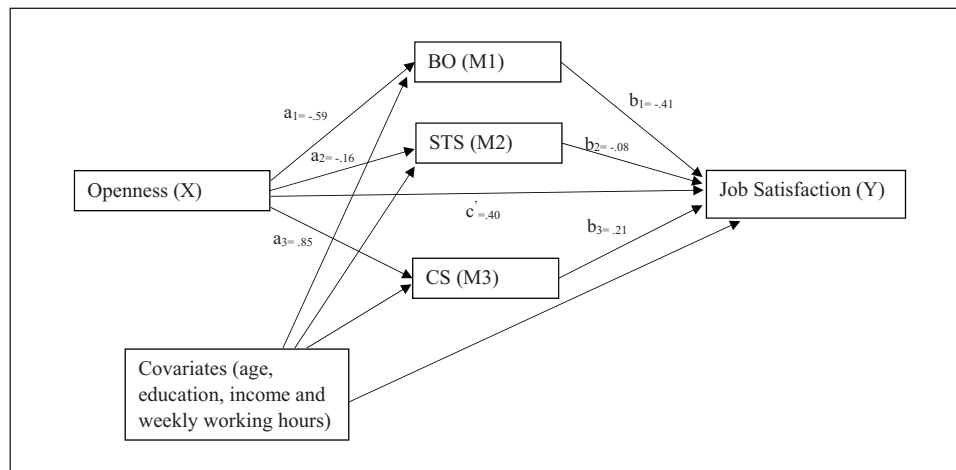 BO (M1)
a1= -.59
b1= -.41
STS (M2)
a2= -.16
b2= -.08
Openness (X)
Job Satisfaction (Y)
c'=.40
a3= .85
b3= .21
CS (M3)
Covariates (age,
education, income and
weekly working hours)